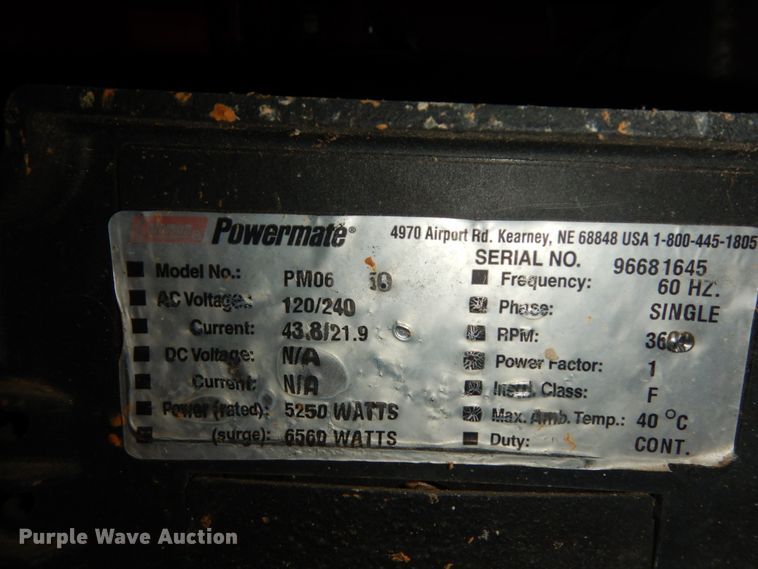 Powermate®
4970 Airport Rd. Kearney, NE 68848 USA 1-800-445-1805
SERIAL NO. 96681645
Model No.: PM06
AC Voltage: 120/240
Current: 43.8/21.9
DC Voltage: N/A
Current: N/A
Power (rated): 5250 WATTS
(surge): 6560 WATTS
Frequency: 60 HZ.
Phase: SINGLE
RPM:
Power Factor: 1
Insul. Class: F
Max. Amb. Temp.: 40 °C
Duty: CONT.
Purple Wave Auction